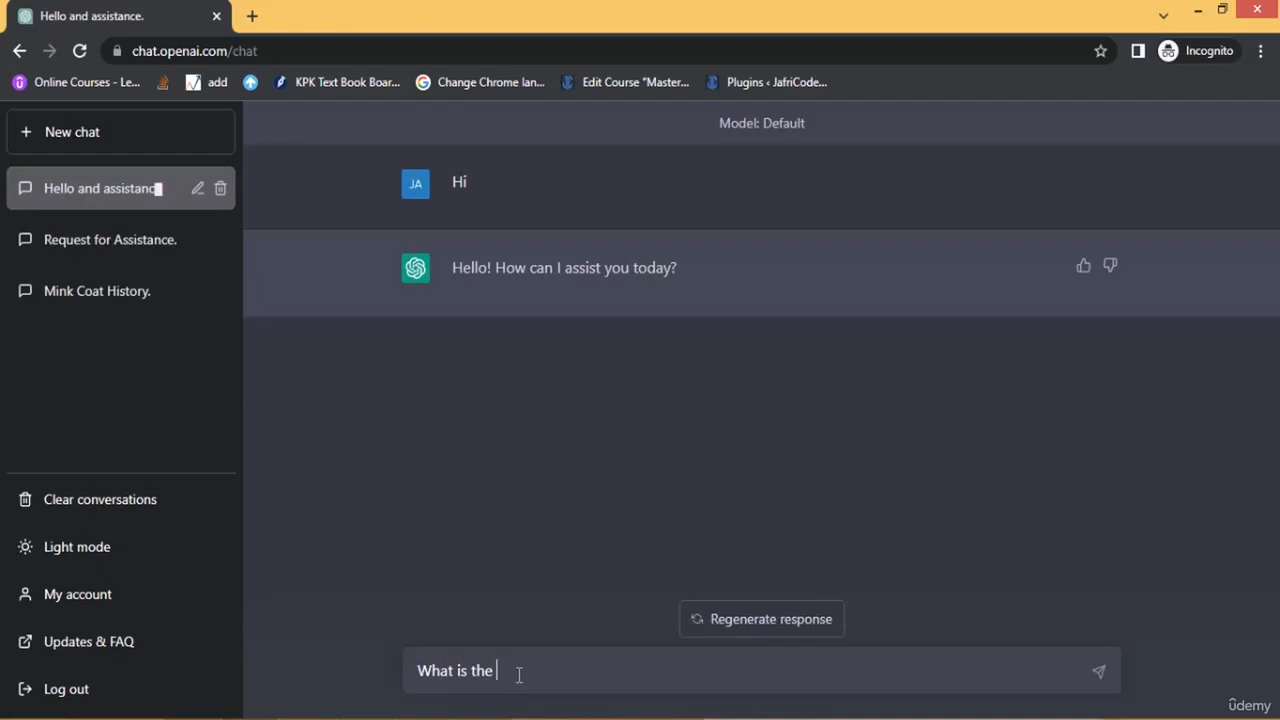 Hello and assistance.
chat.openai.com/chat
Incognito
Online Courses - Le...
add
KPK Text Book Boar...
Change Chrome lan...
Edit Course "Master...
Plugins ‹ JafriCode...
New chat
Model: Default
Hello and assistanc
Request for Assistance.
Mink Coat History.
JA
Hi
Hello! How can I assist you today?
Clear conversations
Light mode
My account
Updates & FAQ
Log out
Regenerate response
What is the
ûdemy